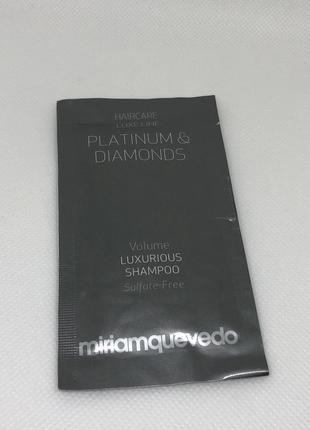 HAIRCARE
LUXE LINE
PLATINUM &
DIAMONDS
Volume
LUXURIOUS
SHAMPOO
Sulfate-Free
miriamquevedo